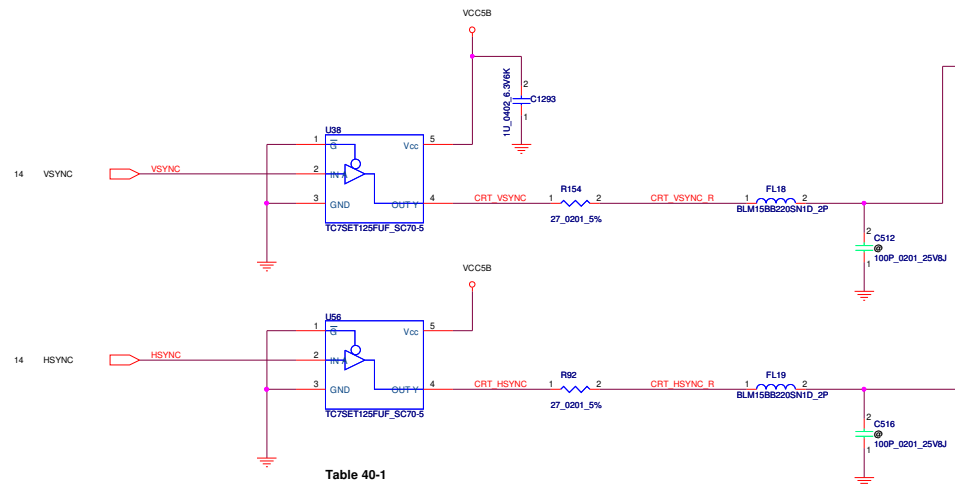 VCC5B
1U_0402_6.3V6K
2
C1293
1
U38
1
G
Vcc
5
14
VSYNC
VSYNC
2
IN A
3
GND
OUT Y
4
CRT_VSYNC
1
R154
2
27_0201_5%
CRT_VSYNC_R
1
FL18
2
BLM15BB220SN1D_2P
TC7SET125FUF_SC70-5
2
C512
@
100P_0201_25V8J
1
VCC5B
U56
1
G
Vcc
5
14
HSYNC
HSYNC
2
IN A
3
GND
OUT Y
4
CRT_HSYNC
1
R92
2
27_0201_5%
CRT_HSYNC_R
1
FL19
2
BLM15BB220SN1D_2P
TC7SET125FUF_SC70-5
2
C516
@
100P_0201_25V8J
1
Table 40-1